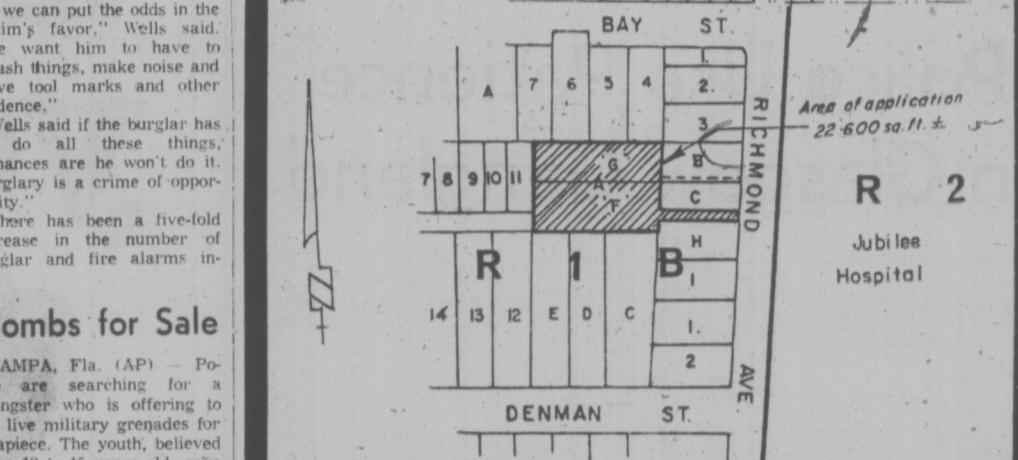 we can put the odds in the
im's favor," Wells said.
e want him to have to
ash things, make noise and
ve tool marks and other
dence."
Wells said if the burglar has
do all these things,
hances are he won't do it.
rglary is a crime of oppor-
ity."
here has been a five-fold
rease in the number of
glar and fire alarms in-
ombs for Sale
AMPA, Fla. (AP) — Po-
are searching for a
ngster who is offering to
live military grenades for
apiece. The youth, believed
BAY ST.
A 7 6 5 4 1.
2.
3
7 8 9 10 11 G B
A
F C
H
R 1 B
I
14 13 12 E D C 1.
2
RICHMOND AVE.
DENMAN ST.
Area of application
22·600 sq.ft. ±
R 2
Jubilee
Hospital